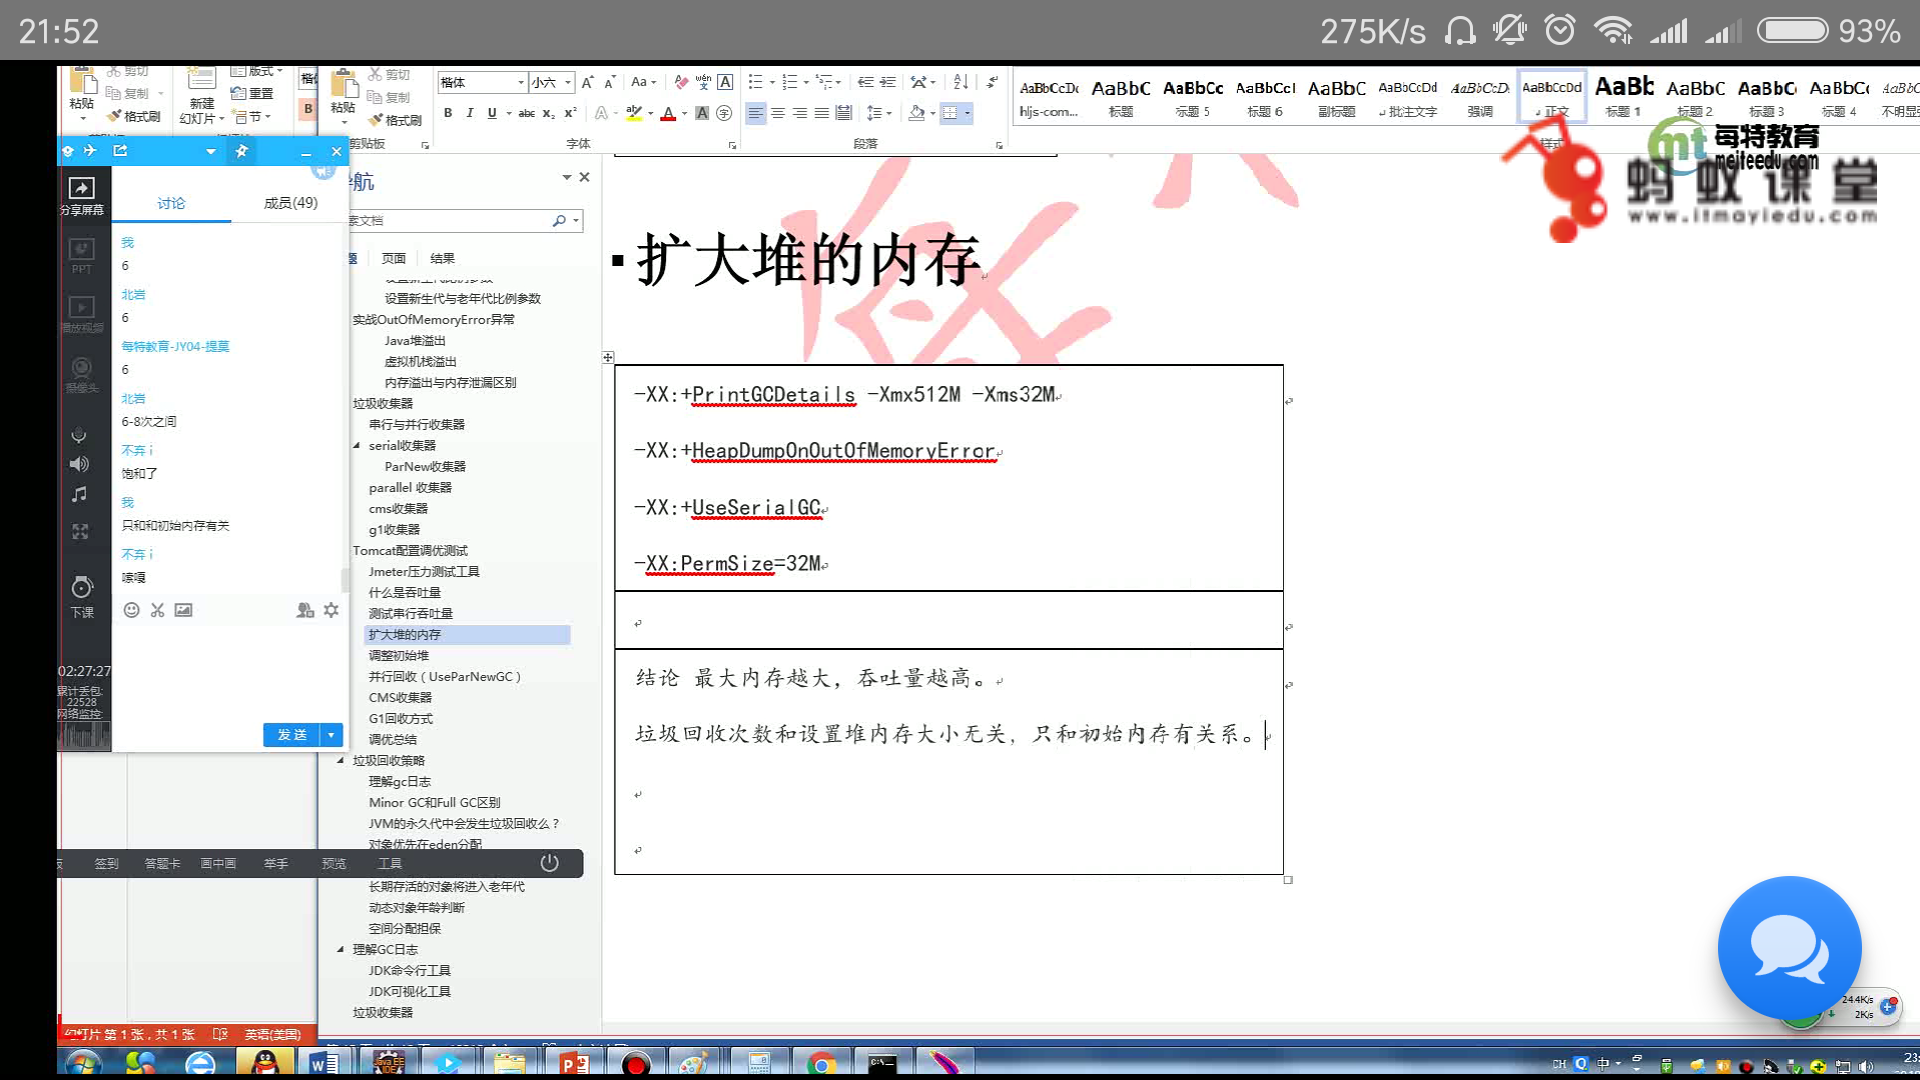 21:52
275K/s
93%
剪切
复制
格式刷
粘贴
新建
幻灯片
版式
重置
节
粘贴
剪切
复制
格式刷
剪贴板
楷体
小六
字体
段落
AaBbCcDc
hljs-com...
AaBbC
标题
AaBbCc
标题 5
AaBbCcI
标题 6
AaBbC
副标题
AaBbCcDd
批注文字
AaBbCcD
强调
AaBbCcDd
正文
AaBb
标题 1
AaBbC
标题 2
AaBbC
标题 3
AaBbC
标题 4
样式
每特教育
meiteedu.com
蚂蚁课堂
www.itmayiedu.com
分享屏幕
PPT
播放视频
摄像头
下课
02:27:27
累计丢包:
22528
网络监控:
讨论
成员(49)
我
6
北岩
6
每特教育-JY04-提莫
6
北岩
6-8次之间
不弃 i
饱和了
我
只和和初始内存有关
不弃 i
嗦嘎
发送
导航
索文档
题
页面
结果
设置新生代比例参数
设置新生代与老年代比例参数
实战OutOfMemoryError异常
Java堆溢出
虚拟机栈溢出
内存溢出与内存泄漏区别
垃圾收集器
串行与并行收集器
serial收集器
ParNew收集器
parallel 收集器
cms收集器
g1收集器
Tomcat配置调优测试
Jmeter压力测试工具
什么是吞吐量
测试串行吞吐量
扩大堆的内存
调整初始堆
并行回收（UseParNewGC）
CMS收集器
G1回收方式
调优总结
垃圾回收策略
理解gc日志
Minor GC和Full GC区别
JVM的永久代中会发生垃圾回收么？
对象优先在eden分配
签到
答题卡
画中画
举手
预览
工具
长期存活的对象将进入老年代
动态对象年龄判断
空间分配担保
理解GC日志
JDK命令行工具
JDK可视化工具
垃圾收集器
扩大堆的内存
-XX:+PrintGCDetails -Xmx512M -Xms32M
-XX:+HeapDumpOnOutOfMemoryError
-XX:+UseSerialGC
-XX:PermSize=32M
结论 最大内存越大，吞吐量越高。
垃圾回收次数和设置堆内存大小无关，只和初始内存有关系。
24.4K/s
2K/s
幻灯片 第 1 张，共 1 张
英语(美国)
CH
中